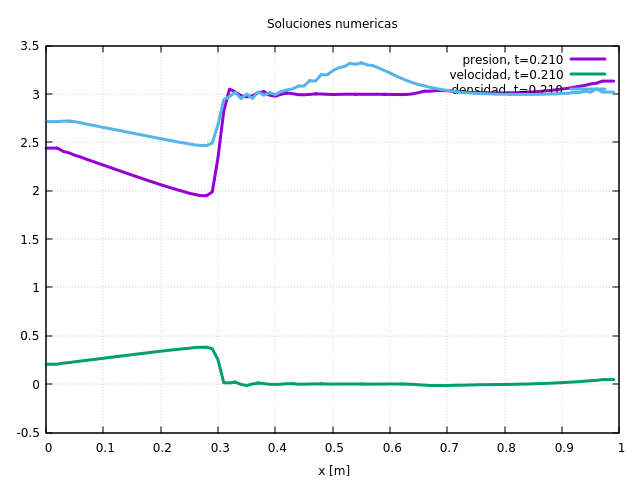 Soluciones numericas
presion, t=0.210
velocidad, t=0.210
densidad, t=0.210
3.5
3
2.5
2
1.5
1
0.5
0
-0.5
0 0.1 0.2 0.3 0.4 0.5 0.6 0.7 0.8 0.9 1
x [m]